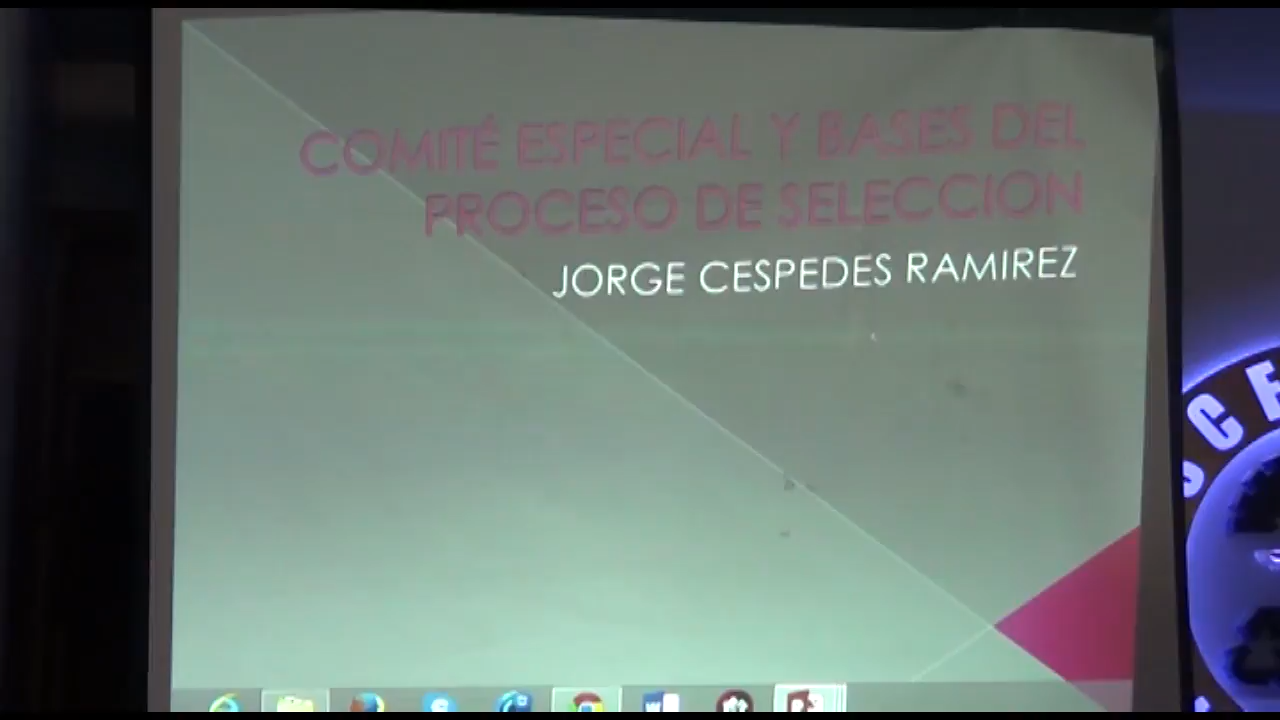 COMITÉ ESPECIAL Y BASES DEL
PROCESO DE SELECCION
JORGE CESPEDES RAMIREZ